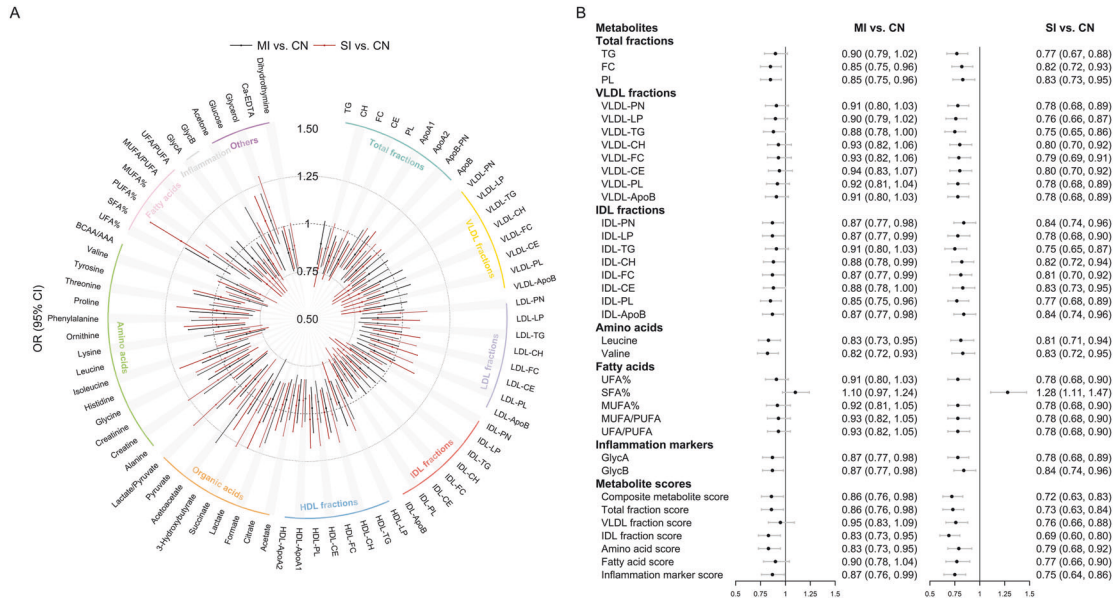 A
MI vs. CN
SI vs. CN
OR (95% CI)
1.50
1.25
1
0.75
0.50
TG
CH
FC
CE
PL
ApoA1
ApoA2
ApoB-PN
ApoB
Total fractions
VLDL-PN
VLDL-LP
VLDL-TG
VLDL-CH
VLDL-FC
VLDL-CE
VLDL-PL
VLDL-ApoB
VLDL fractions
LDL-PN
LDL-LP
LDL-TG
LDL-CH
LDL-FC
LDL-CE
LDL-PL
LDL-ApoB
LDL fractions
IDL-PN
IDL-LP
IDL-TG
IDL-CH
IDL-FC
IDL-CE
IDL-PL
IDL-ApoB
IDL fractions
HDL-LP
HDL-TG
HDL-CH
HDL-FC
HDL-CE
HDL-PL
HDL-ApoA1
HDL-ApoA2
HDL fractions
Acetate
Citrate
Formate
Lactate
Succinate
3-Hydroxybutyrate
Acetoacetate
Pyruvate
Lactate/Pyruvate
Organic acids
Alanine
Creatine
Creatinine
Glycine
Histidine
Isoleucine
Leucine
Lysine
Ornithine
Phenylalanine
Proline
Threonine
Tyrosine
Valine
BCAA/AAA
Amino acids
UFA%
SFA%
PUFA%
MUFA%
MUFA/PUFA
UFA/PUFA
Fatty acids
GlycA
GlycB
Inflammation
Acetone
Glucose
Glycerol
Ca-EDTA
Dihydrothymine
Others
B
Metabolites MI vs. CN SI vs. CN
Total fractions
TG 0.90 (0.79, 1.02) 0.77 (0.67, 0.88)
FC 0.85 (0.75, 0.96) 0.82 (0.72, 0.93)
PL 0.85 (0.75, 0.96) 0.83 (0.73, 0.95)
VLDL fractions
VLDL-PN 0.91 (0.80, 1.03) 0.78 (0.68, 0.89)
VLDL-LP 0.90 (0.79, 1.02) 0.76 (0.66, 0.87)
VLDL-TG 0.88 (0.78, 1.00) 0.75 (0.65, 0.86)
VLDL-CH 0.93 (0.82, 1.06) 0.80 (0.70, 0.92)
VLDL-FC 0.93 (0.82, 1.06) 0.79 (0.69, 0.91)
VLDL-CE 0.94 (0.83, 1.07) 0.80 (0.70, 0.92)
VLDL-PL 0.92 (0.81, 1.04) 0.78 (0.68, 0.89)
VLDL-ApoB 0.91 (0.80, 1.03) 0.78 (0.68, 0.89)
IDL fractions
IDL-PN 0.87 (0.77, 0.98) 0.84 (0.74, 0.96)
IDL-LP 0.87 (0.77, 0.99) 0.78 (0.68, 0.90)
IDL-TG 0.91 (0.80, 1.03) 0.75 (0.65, 0.87)
IDL-CH 0.88 (0.78, 0.99) 0.82 (0.72, 0.94)
IDL-FC 0.87 (0.77, 0.99) 0.81 (0.70, 0.92)
IDL-CE 0.88 (0.78, 1.00) 0.83 (0.73, 0.95)
IDL-PL 0.85 (0.75, 0.96) 0.77 (0.68, 0.89)
IDL-ApoB 0.87 (0.77, 0.98) 0.84 (0.74, 0.96)
Amino acids
Leucine 0.83 (0.73, 0.95) 0.81 (0.71, 0.94)
Valine 0.82 (0.72, 0.93) 0.83 (0.72, 0.95)
Fatty acids
UFA% 0.91 (0.80, 1.03) 0.78 (0.68, 0.90)
SFA% 1.10 (0.97, 1.24) 1.28 (1.11, 1.47)
MUFA% 0.92 (0.81, 1.05) 0.78 (0.68, 0.90)
MUFA/PUFA 0.93 (0.82, 1.05) 0.78 (0.68, 0.90)
UFA/PUFA 0.93 (0.82, 1.05) 0.78 (0.68, 0.90)
Inflammation markers
GlycA 0.87 (0.77, 0.98) 0.78 (0.68, 0.89)
GlycB 0.87 (0.77, 0.98) 0.84 (0.74, 0.96)
Metabolite scores
Composite metabolite score 0.86 (0.76, 0.98) 0.72 (0.63, 0.83)
Total fraction score 0.86 (0.76, 0.98) 0.73 (0.63, 0.84)
VLDL fraction score 0.95 (0.83, 1.09) 0.76 (0.66, 0.88)
IDL fraction score 0.83 (0.73, 0.95) 0.69 (0.60, 0.80)
Amino acid score 0.83 (0.73, 0.95) 0.79 (0.68, 0.92)
Fatty acid score 0.90 (0.78, 1.04) 0.77 (0.66, 0.90)
Inflammation marker score 0.87 (0.76, 0.99) 0.75 (0.64, 0.86)
0.5 0.75 1 1.25 1.5 0.5 0.75 1 1.25 1.5